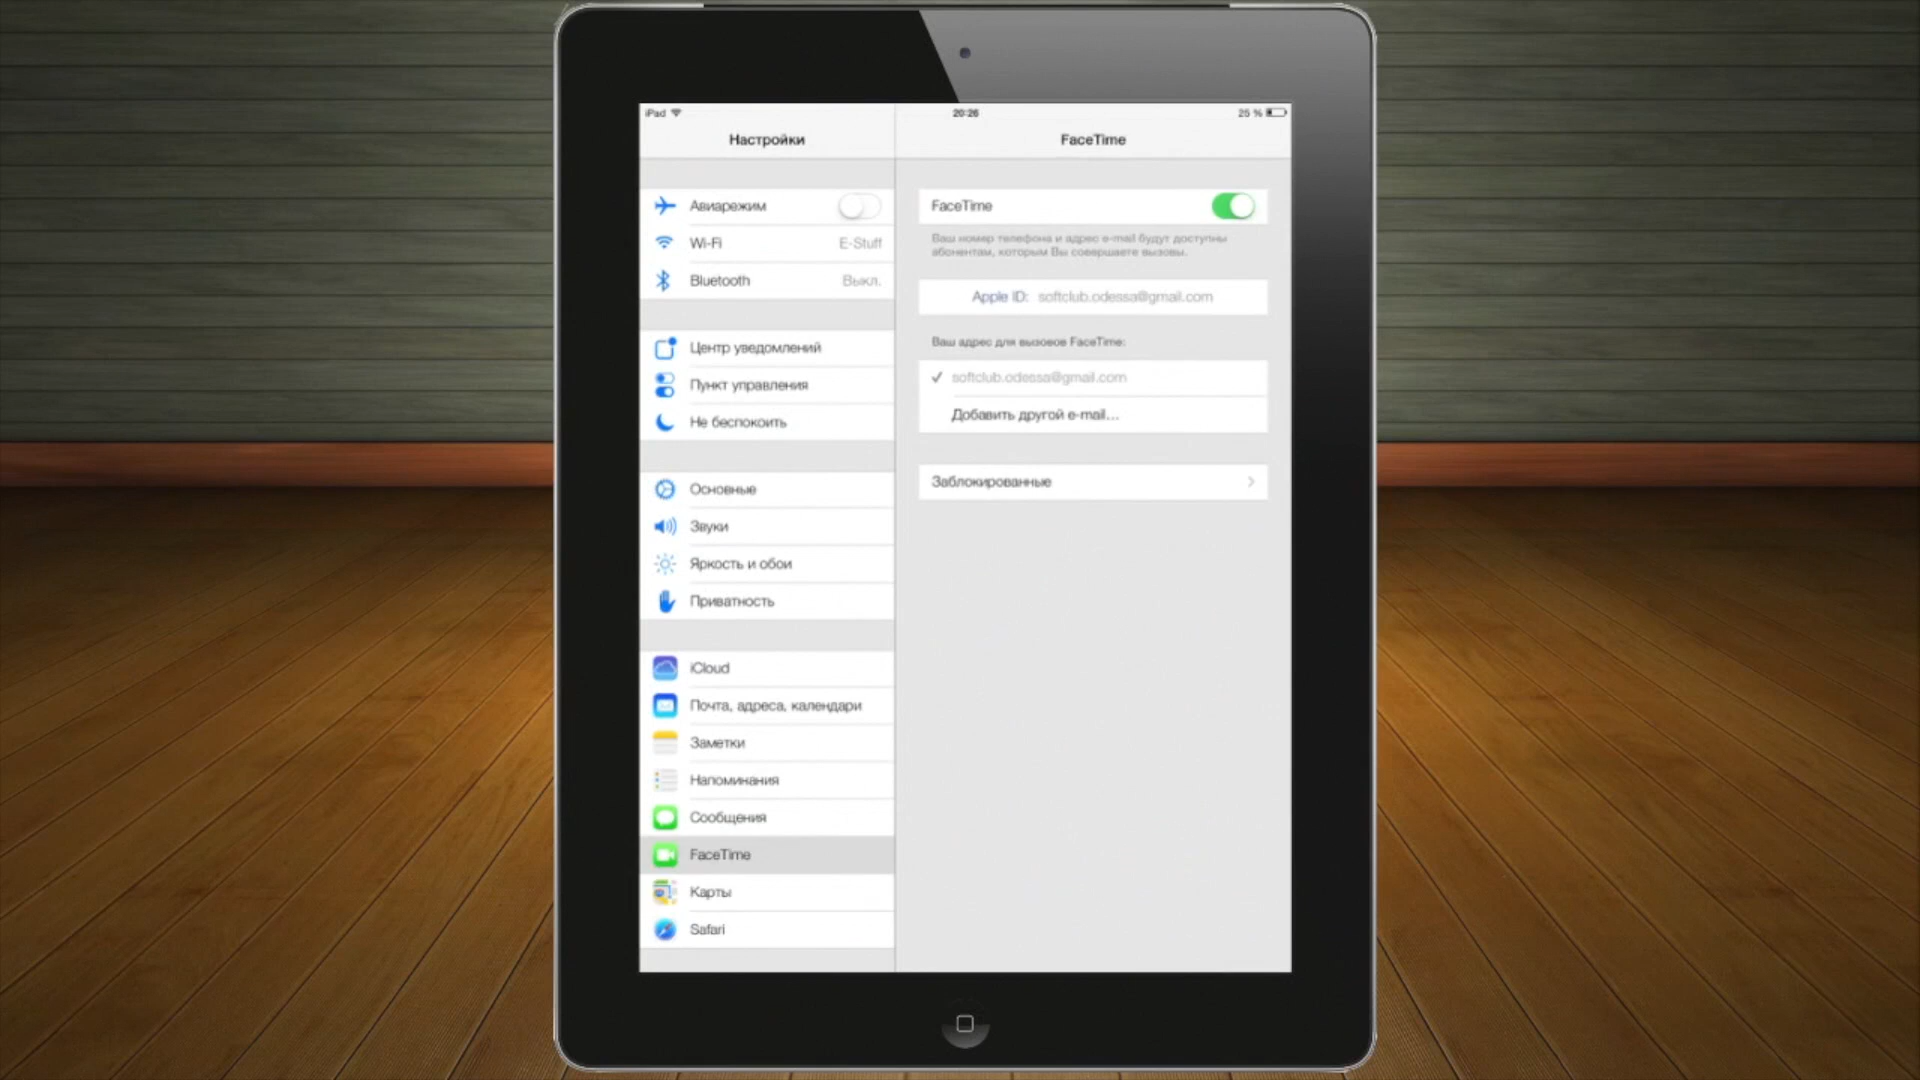 iPad
20:26
25 %
Настройки
FaceTime
Авиарежим
Wi-Fi
E-Stuff
Bluetooth
Выкл.
Центр уведомлений
Пункт управления
Не беспокоить
Основные
Звуки
Яркость и обои
Приватность
iCloud
Почта, адреса, календари
Заметки
Напоминания
Сообщения
FaceTime
Карты
Safari
FaceTime
Ваш номер телефона и адрес e-mail будут доступны
абонентам, которым Вы совершаете вызовы.
Apple ID: softclub.odessa@gmail.com
Ваш адрес для вызовов FaceTime:
softclub.odessa@gmail.com
Добавить другой e-mail...
Заблокированные